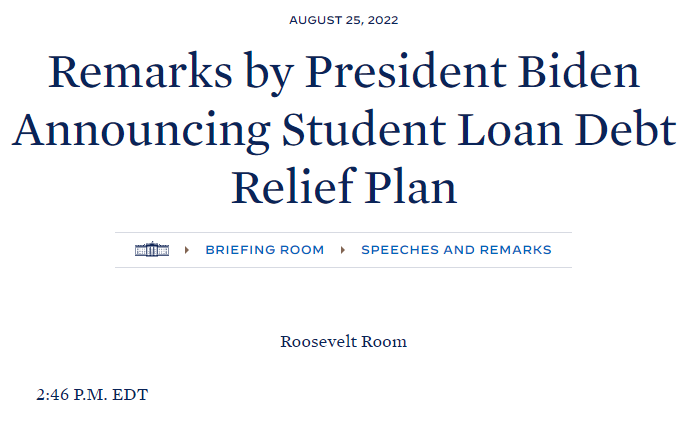 AUGUST 25, 2022
Remarks by President Biden
Announcing Student Loan Debt
Relief Plan
BRIEFING ROOM SPEECHES AND REMARKS
Roosevelt Room
2:46 P.M. EDT